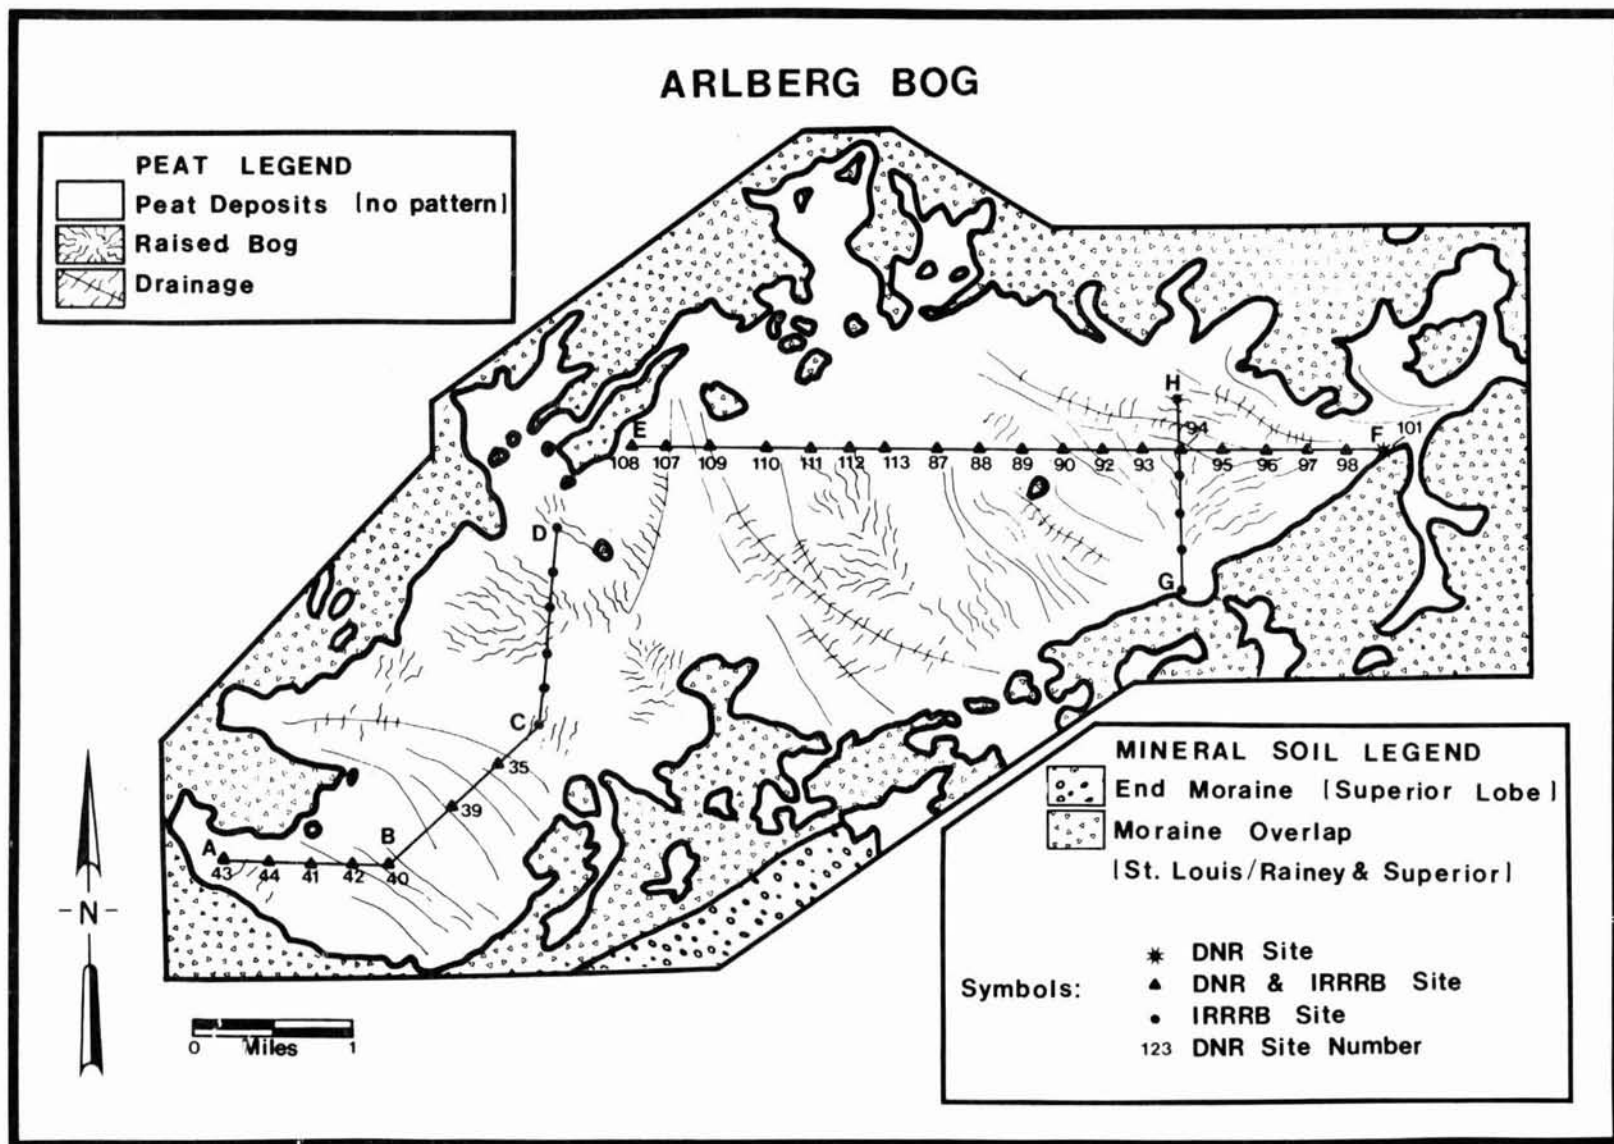 ARLBERG BOG
PEAT LEGEND
Peat Deposits [no pattern]
Raised Bog
Drainage
H
94
E
F
101
108 107 109 110 111 112 113 87 88 89 90 92 93 95 96 97 98
D
G
C
35
39
A
B
43 44 41 42 40
-N-
0 Miles 1
MINERAL SOIL LEGEND
End Moraine [Superior Lobe]
Moraine Overlap
[St. Louis/Rainey & Superior]
Symbols:
DNR Site
DNR & IRRRB Site
IRRRB Site
123 DNR Site Number